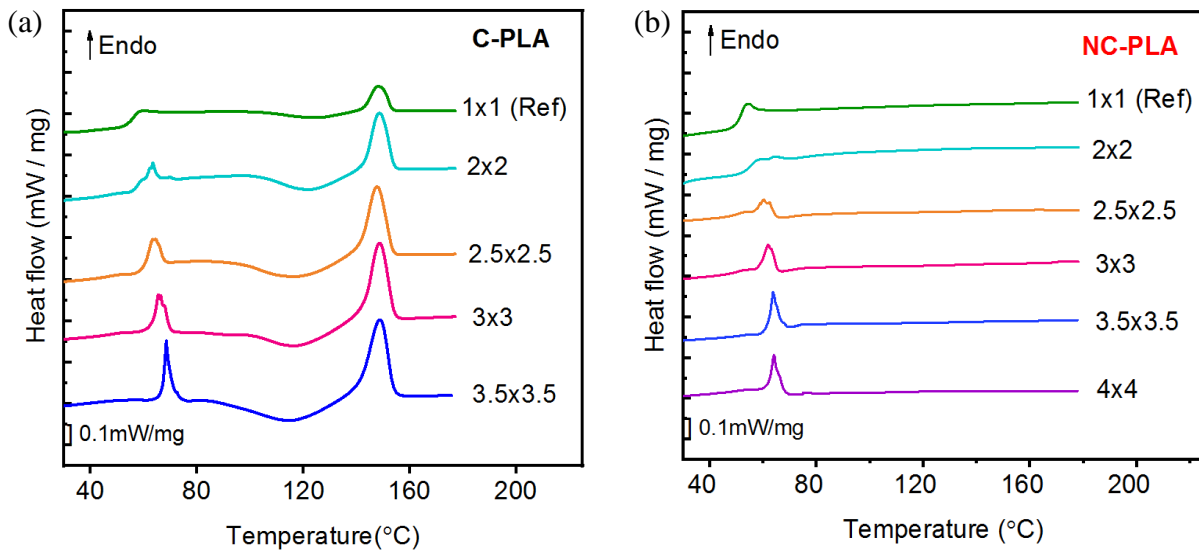 (a)
Endo
C-PLA
1x1 (Ref)
2x2
2.5x2.5
3x3
3.5x3.5
0.1mW/mg
Heat flow (mW / mg)
40 80 120 160 200
Temperature(°C)
(b)
Endo
NC-PLA
1x1 (Ref)
2x2
2.5x2.5
3x3
3.5x3.5
4x4
0.1mW/mg
Heat flow (mW / mg)
40 80 120 160 200
Temperature (°C)